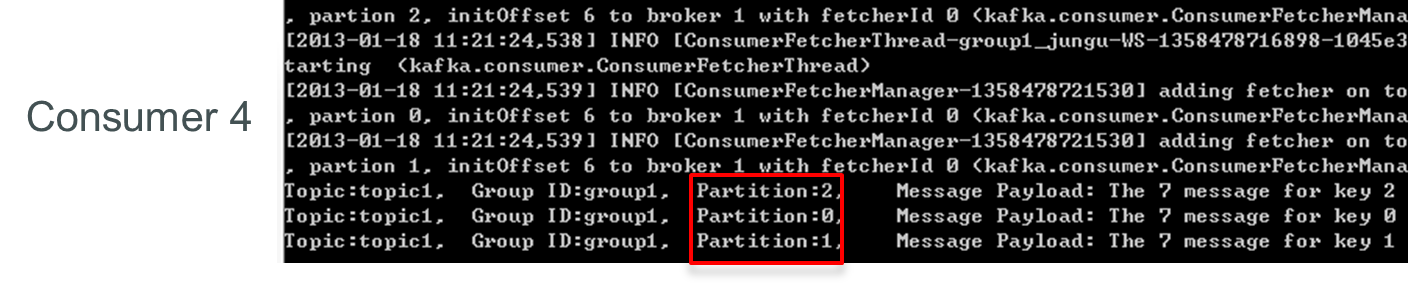 Consumer 4
, partion 2, initOffset 6 to broker 1 with fetcherId 0 (kafka.consumer.ConsumerFetcherMana
[2013-01-18 11:21:24,538] INFO [ConsumerFetcherThread-group1_jungu-WS-1358478716898-1045e3
tarting (kafka.consumer.ConsumerFetcherThread)
[2013-01-18 11:21:24,539] INFO [ConsumerFetcherManager-1358478721530] adding fetcher on to
, partion 0, initOffset 6 to broker 1 with fetcherId 0 (kafka.consumer.ConsumerFetcherMana
[2013-01-18 11:21:24,539] INFO [ConsumerFetcherManager-1358478721530] adding fetcher on to
, partion 1, initOffset 6 to broker 1 with fetcherId 0 (kafka.consumer.ConsumerFetcherMana
Topic:topic1, Group ID:group1, Partition:2, Message Payload: The 7 message for key 2
Topic:topic1, Group ID:group1, Partition:0, Message Payload: The 7 message for key 0
Topic:topic1, Group ID:group1, Partition:1, Message Payload: The 7 message for key 1